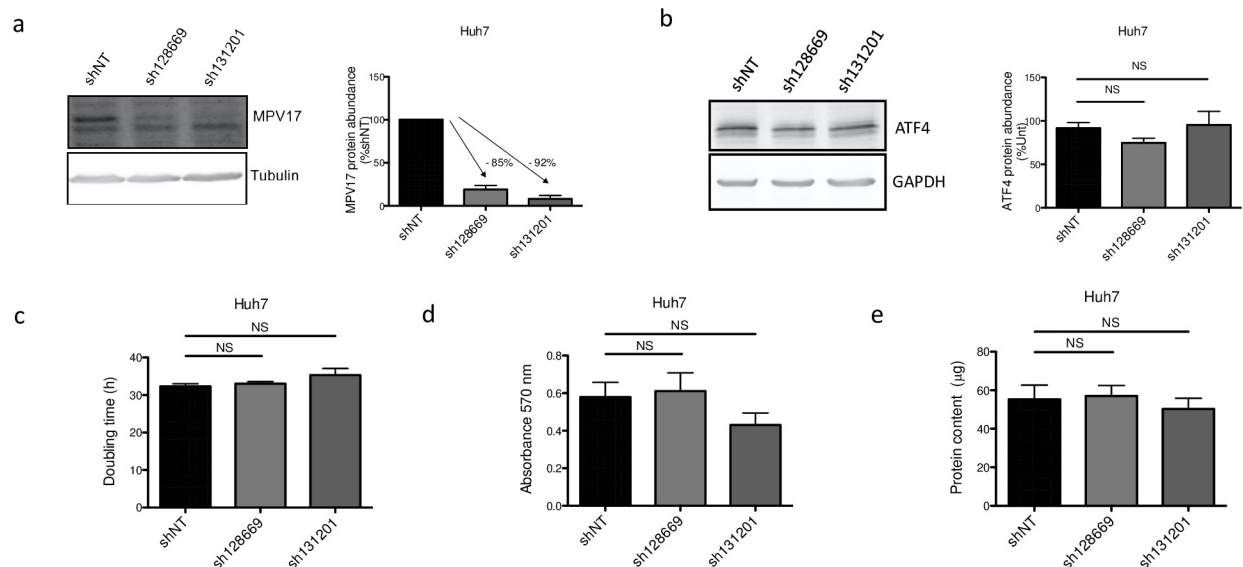 a
shNT
sh128669
sh131201
MPV17
Tubulin
Huh7
MPV17 protein abundance
(%shNT)
150
100
50
0
- 85%
- 92%
shNT
sh128669
sh131201
b
shNT
sh128669
sh131201
ATF4
GAPDH
Huh7
NS
NS
ATF4 protein abundance
(%Unt)
150
100
50
0
shNT
sh128669
sh131201
c
Huh7
NS
NS
Doubling time (h)
40
30
20
10
0
shNT
sh128669
sh131201
d
Huh7
NS
NS
Absorbance 570 nm
0.8
0.6
0.4
0.2
0.0
shNT
sh128669
sh131201
e
Huh7
NS
NS
Protein content (µg)
80
60
40
20
0
shNT
sh128669
sh131201